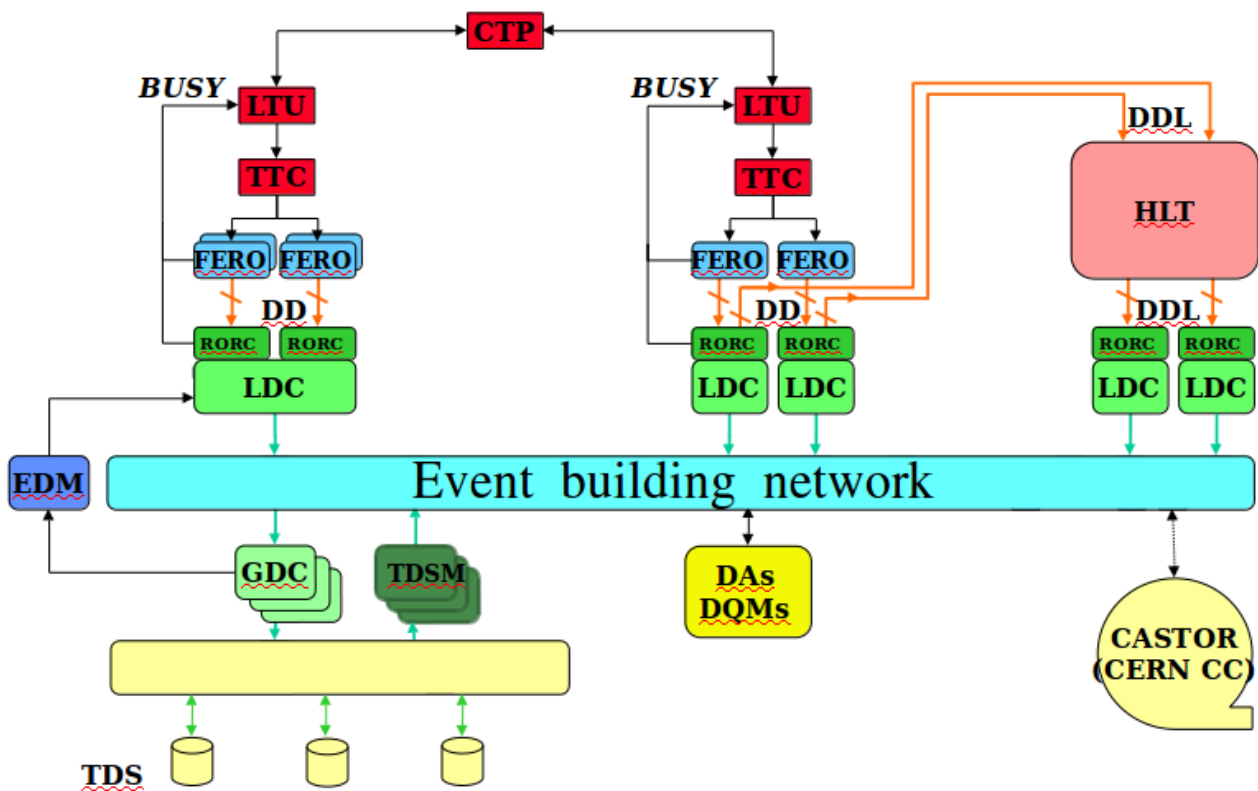 CTP
BUSY
LTU
BUSY
LTU
DDL
TTC
TTC
HLT
FERO
FERO
FERO
FERO
DD
DD
DDL
RORC
RORC
RORC
RORC
RORC
RORC
LDC
LDC
LDC
LDC
LDC
EDM
Event building network
GDC
TDSM
DAs
DQMs
CASTOR
(CERN CC)
TDS